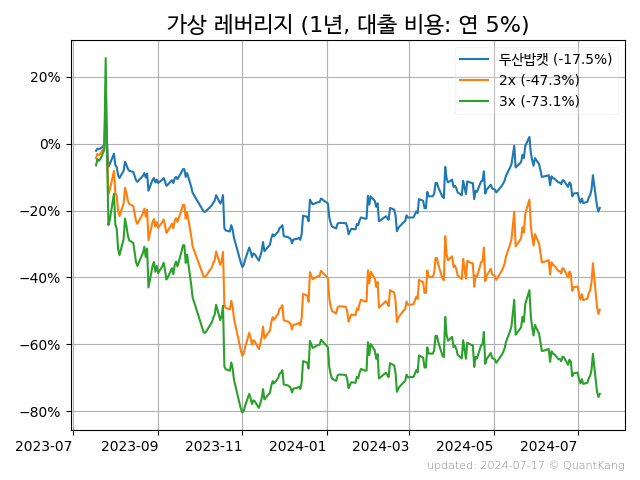 가상 레버리지 (1년, 대출 비용: 연 5%)
두산밥캣 (-17.5%)
2x (-47.3%)
3x (-73.1%)
20%
0%
−20%
−40%
−60%
−80%
2023-07 2023-09 2023-11 2024-01 2024-03 2024-05 2024-07
updated: 2024-07-17 © QuantKang